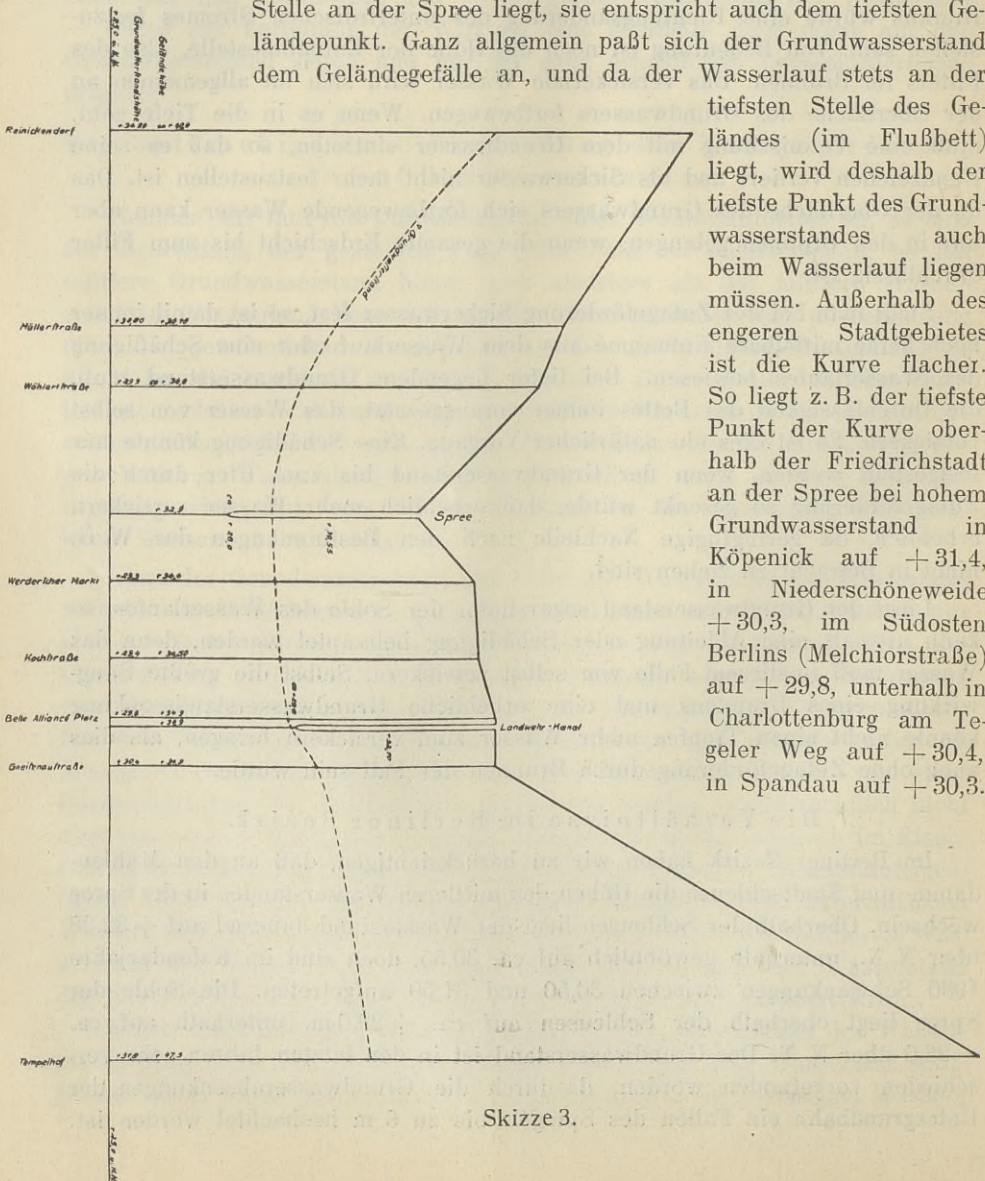 Stelle an der Spree liegt, sie entspricht auch dem tiefsten Ge-
ländepunkt. Ganz allgemein paßt sich der Grundwasserstand
dem Geländegefälle an, und da der Wasserlauf stets an der
tiefsten Stelle des Ge-
ländes (im Flußbett)
liegt, wird deshalb der
tiefste Punkt des Grund-
wasserstandes auch
beim Wasserlauf liegen
müssen. Außerhalb des
engeren Stadtgebietes
ist die Kurve flacher.
So liegt z. B. der tiefste
Punkt der Kurve ober-
halb der Friedrichstadt
an der Spree bei hohem
Grundwasserstand in
Köpenick auf +31,4,
in Niederschöneweide
+30,3, im Südosten
Berlins (Melchiorstraße)
auf +29,8, unterhalb in
Charlottenburg am Te-
geler Weg auf +30,4,
in Spandau auf +30,3.
Grundwasserstandshöhe
Geländehöhe
Reinickendorf
Grundwasserstand
Müllerstraße
Wöhlertstraße
Spree
Werderscher Markt
Kochstraße
Belle Alliance Platz
Landwehr-Kanal
Gneisenaustraße
Tempelhof
Skizze 3.